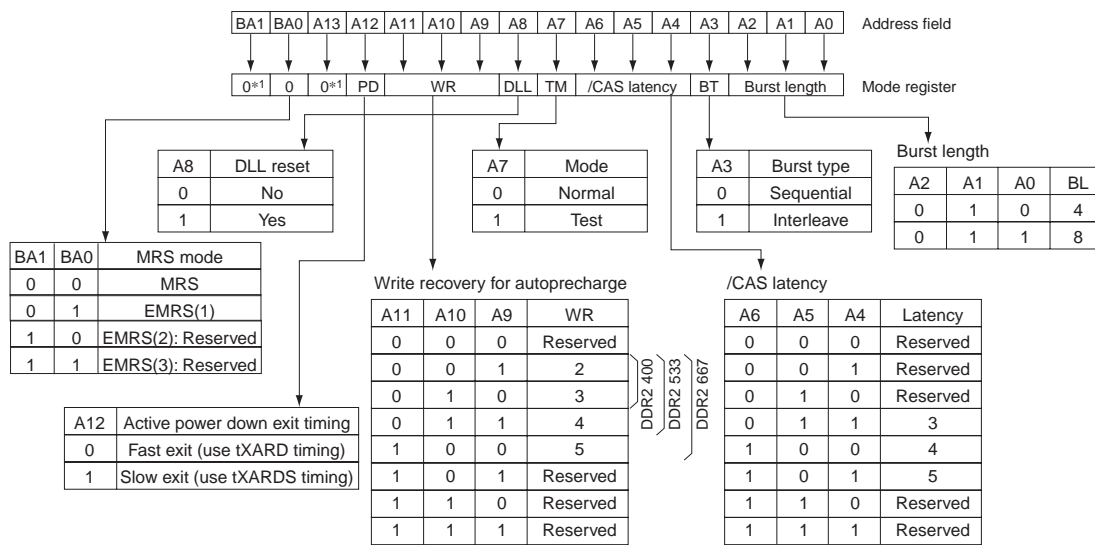 BA1 BA0 A13 A12 A11 A10 A9 A8 A7 A6 A5 A4 A3 A2 A1 A0 Address field
0*1 0 0*1 PD WR DLL TM /CAS latency BT Burst length Mode register
A8 DLL reset
0 No
1 Yes
A7 Mode
0 Normal
1 Test
A3 Burst type
0 Sequential
1 Interleave
Burst length
A2 A1 A0 BL
0 1 0 4
0 1 1 8
BA1 BA0 MRS mode
0 0 MRS
0 1 EMRS(1)
1 0 EMRS(2): Reserved
1 1 EMRS(3): Reserved
A12 Active power down exit timing
0 Fast exit (use tXARD timing)
1 Slow exit (use tXARDS timing)
Write recovery for autoprecharge
A11 A10 A9 WR
0 0 0 Reserved
0 0 1 2
0 1 0 3
0 1 1 4
1 0 0 5
1 0 1 Reserved
1 1 0 Reserved
1 1 1 Reserved
DDR2 400
DDR2 533
DDR2 667
/CAS latency
A6 A5 A4 Latency
0 0 0 Reserved
0 0 1 Reserved
0 1 0 Reserved
0 1 1 3
1 0 0 4
1 0 1 5
1 1 0 Reserved
1 1 1 Reserved